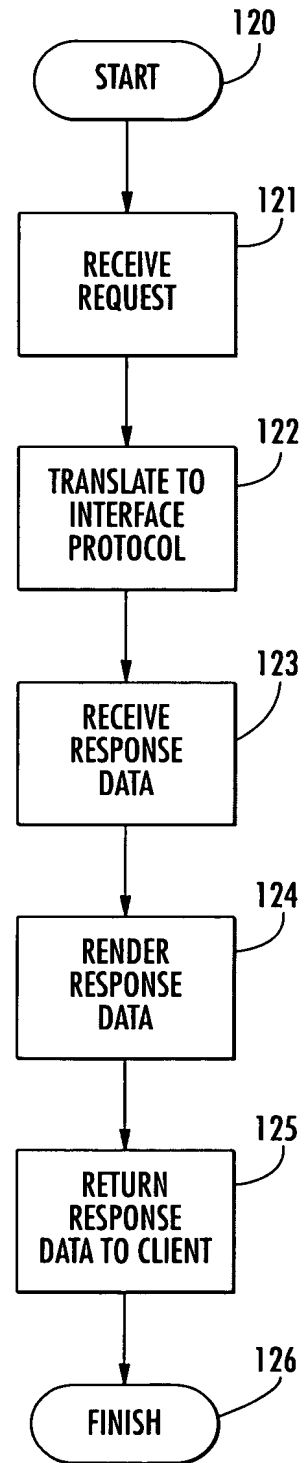 120
START
121
RECEIVE
REQUEST
122
TRANSLATE TO
INTERFACE
PROTOCOL
123
RECEIVE
RESPONSE
DATA
124
RENDER
RESPONSE
DATA
125
RETURN
RESPONSE
DATA TO CLIENT
126
FINISH